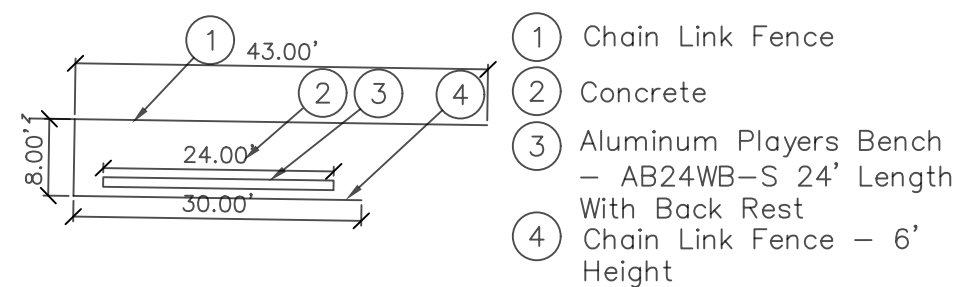 1
43.00'
2
3
4
8.00'
24.00'
30.00'
1 Chain Link Fence
2 Concrete
3 Aluminum Players Bench
– AB24WB–S 24' Length
With Back Rest
4 Chain Link Fence – 6'
Height